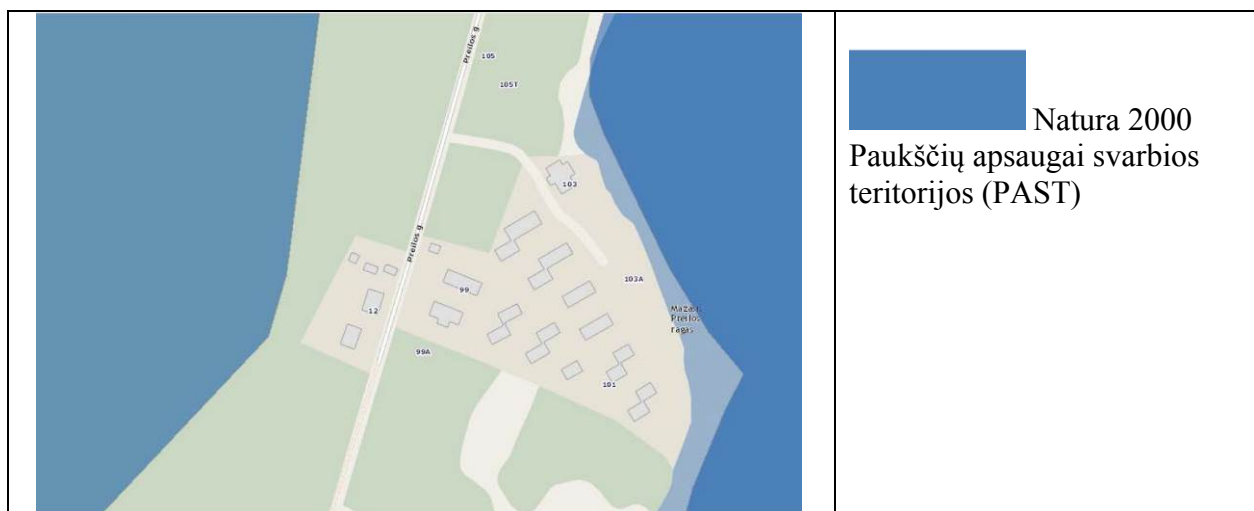 Preilos g.
105
105T
103
Preilos g.
103A
99
Mažasis
Preilos
ragas
12
99A
101
Natura 2000
Paukščių apsaugai svarbios
teritorijos (PAST)